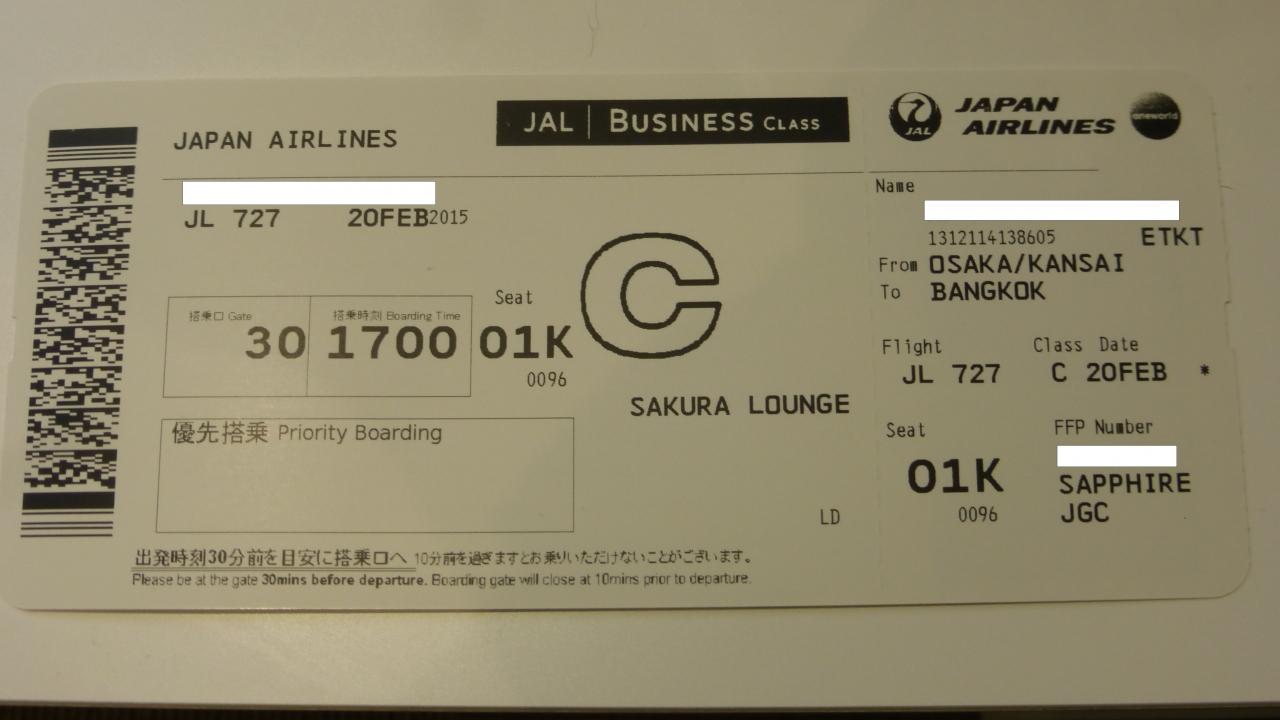 JAPAN AIRLINES
JAL | BUSINESS CLASS
JL 727 20FEB2015
搭乗口 Gate 搭乗時刻 Boarding Time Seat
30 1700 01K
0096
C
SAKURA LOUNGE
優先搭乗 Priority Boarding
LD
出発時刻30分前を目安に搭乗口へ 10分前を過ぎますとお乗りいただけないことがございます。
Please be at the gate 30mins before departure. Boarding gate will close at 10mins prior to departure.
JAL JAPAN AIRLINES oneworld
Name
1312114138605 ETKT
From OSAKA/KANSAI
To BANGKOK
Flight Class Date
JL 727 C 20FEB *
Seat FFP Number
01K SAPPHIRE
0096 JGC